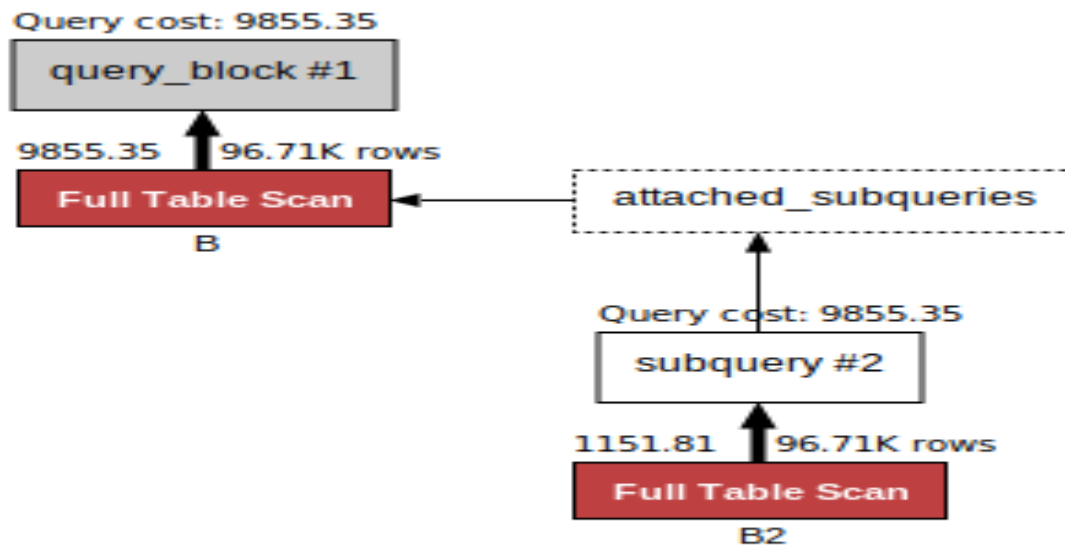 Query cost: 9855.35
query_block #1
9855.35 96.71K rows
Full Table Scan
B
attached_subqueries
Query cost: 9855.35
subquery #2
1151.81 96.71K rows
Full Table Scan
B2